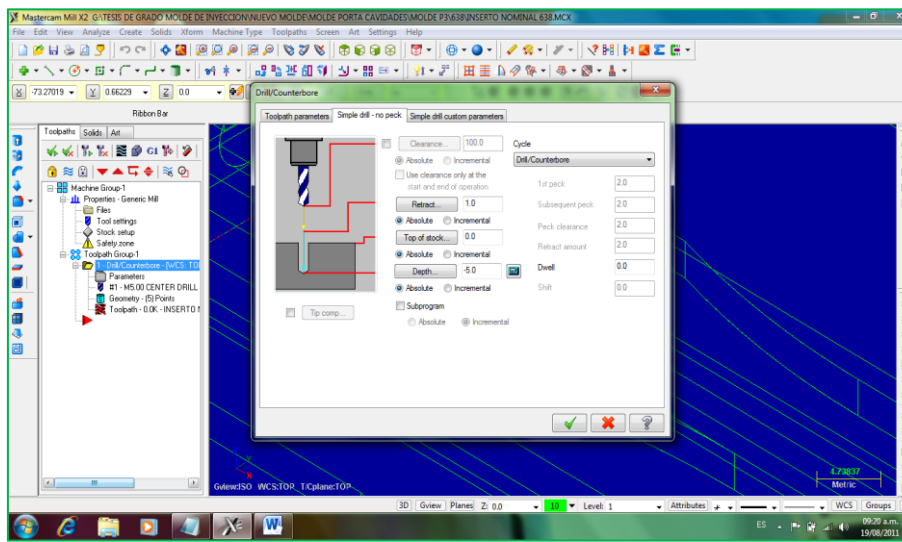 Mastercam Mill X2 G:\TESIS DE GRADO MOLDE DE INYECCION\NUEVO MOLDE\MOLDE PORTA CAVIDADES\MOLDE P3\638\INSERTO NOMINAL 638.MCX
File Edit View Analyze Create Solids Xform Machine Type Toolpaths Screen Art Settings Help
X -73.27019 Y 0.66229 Z 0.0
Ribbon Bar
Toolpaths Solids Art
G1
Machine Group-1
Properties - Generic Mill
Files
Tool settings
Stock setup
Safety zone
Toolpath Group-1
1 - Drill/Counterbore - [WCS: TO
Parameters
#1 - M5.00 CENTER DRILL
Geometry - (5) Points
Toolpath - 0.0K - INSERTO
Drill/Counterbore
Toolpath parameters Simple drill - no peck Simple drill custom parameters
Clearance... 100.0
Absolute Incremental
Use clearance only at the
start and end of operation
Retract... 1.0
Absolute Incremental
Top of stock... 0.0
Absolute Incremental
Depth... -5.0
Absolute Incremental
Subprogram
Absolute Incremental
Tip comp...
Cycle
Drill/Counterbore
1st peck 2.0
Subsequent peck 2.0
Peck clearance 2.0
Retract amount 2.0
Dwell 0.0
Shift 0.0
Gview:ISO WCS:TOP T/Cplane:TOP
4.73837
Metric
3D Gview Planes Z: 0.0 10 Level: 1 Attributes WCS Groups
ES
09:20 a.m.
19/08/2011